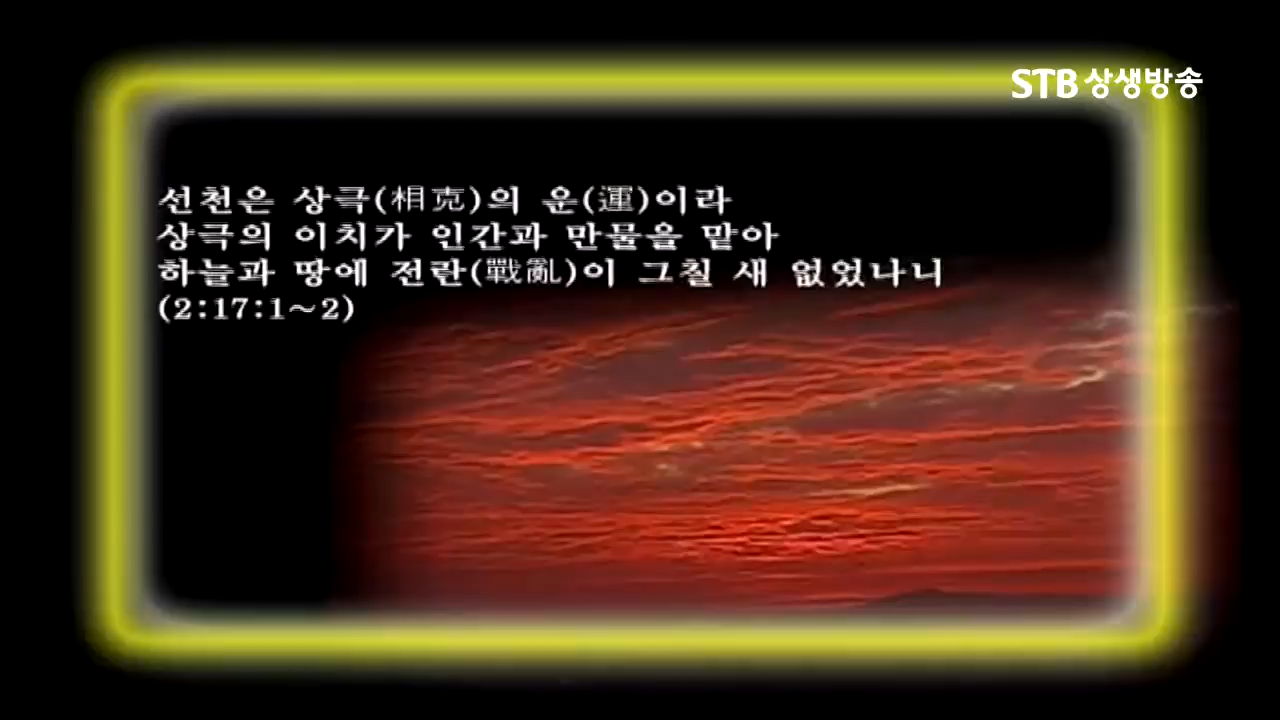 STB 상생방송
선천은 상극(相克)의 운(運)이라
상극의 이치가 인간과 만물을 맡아
하늘과 땅에 전란(戰亂)이 그칠 새 없었나니
(2:17:1~2)